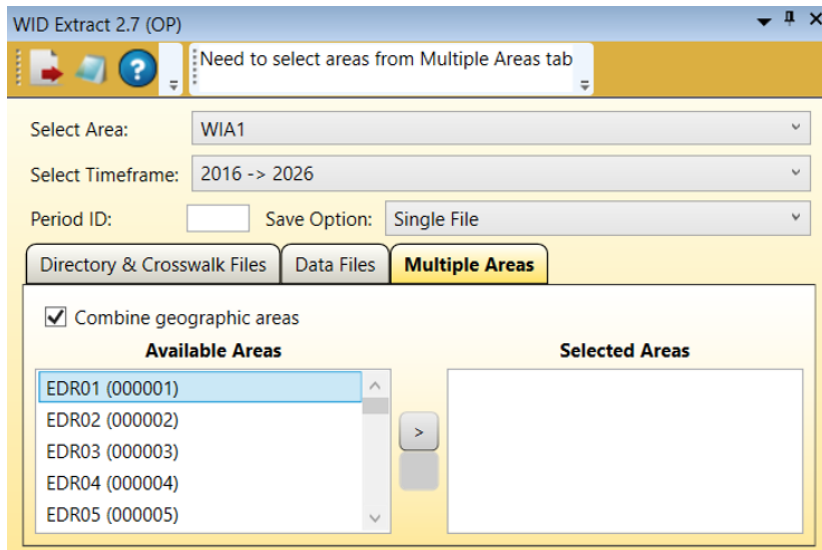 WID Extract 2.7 (OP)
Need to select areas from Multiple Areas tab
Select Area: WIA1
Select Timeframe: 2016 -> 2026
Period ID: Save Option: Single File
Directory & Crosswalk Files Data Files Multiple Areas
Combine geographic areas
Available Areas Selected Areas
EDR01 (000001)
EDR02 (000002)
>
EDR03 (000003)
EDR04 (000004)
EDR05 (000005)